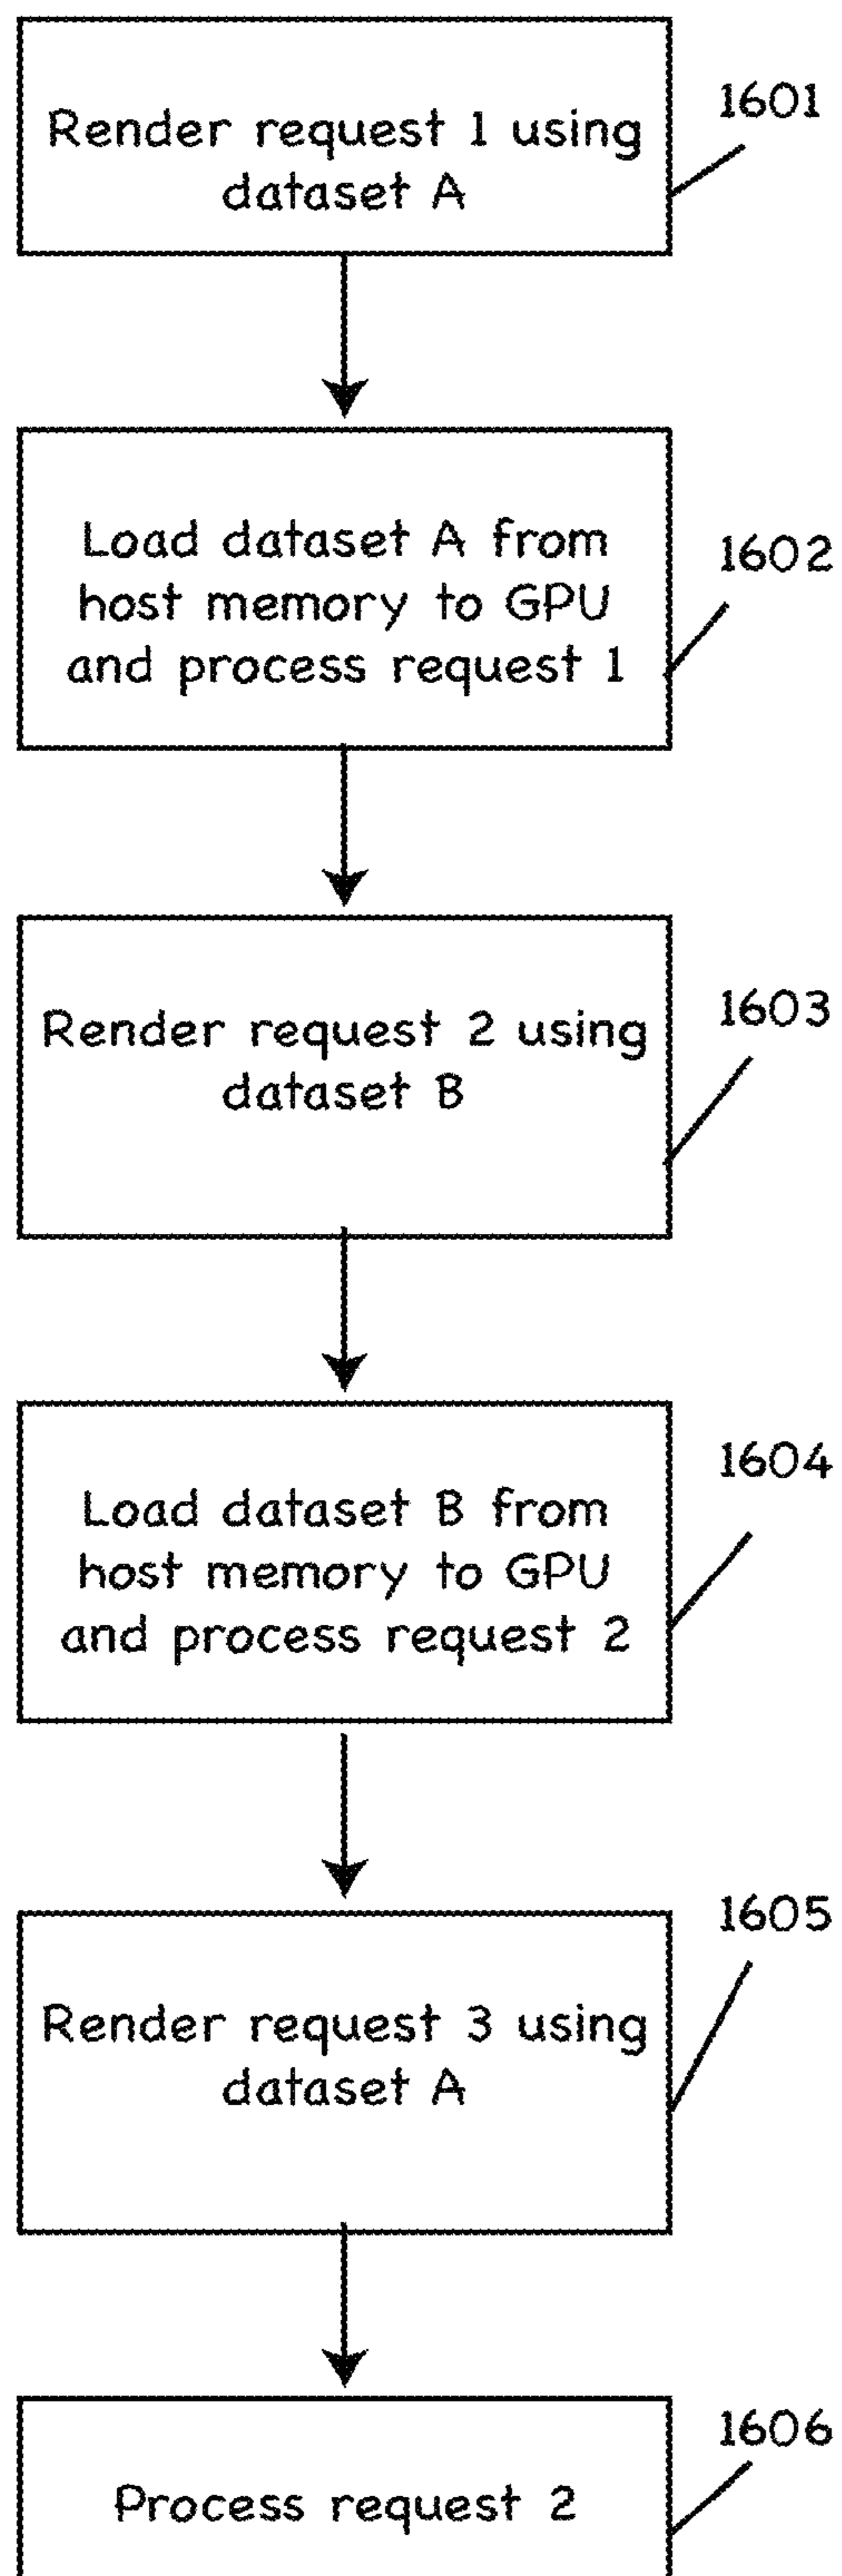 Render request 1 using
dataset A
1601
Load dataset A from
host memory to GPU
and process request 1
1602
Render request 2 using
dataset B
1603
Load dataset B from
host memory to GPU
and process request 2
1604
Render request 3 using
dataset A
1605
Process request 2
1606